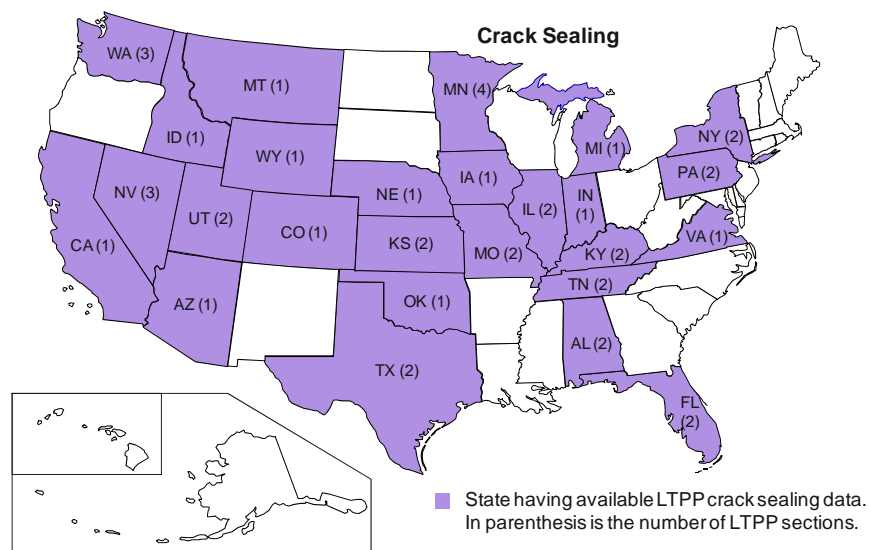 Crack Sealing
WA (3)
MT (1)
MN (4)
ID (1)
WY (1)
MI (1)
NY (2)
PA (2)
NV (3)
UT (2)
CO (1)
NE (1)
IA (1)
IL (2)
IN
(1)
CA (1)
KS (2)
MO (2)
KY (2)
VA (1)
AZ (1)
OK (1)
TN (2)
TX (2)
AL (2)
FL
(2)
State having available LTPP crack sealing data.
In parenthesis is the number of LTPP sections.